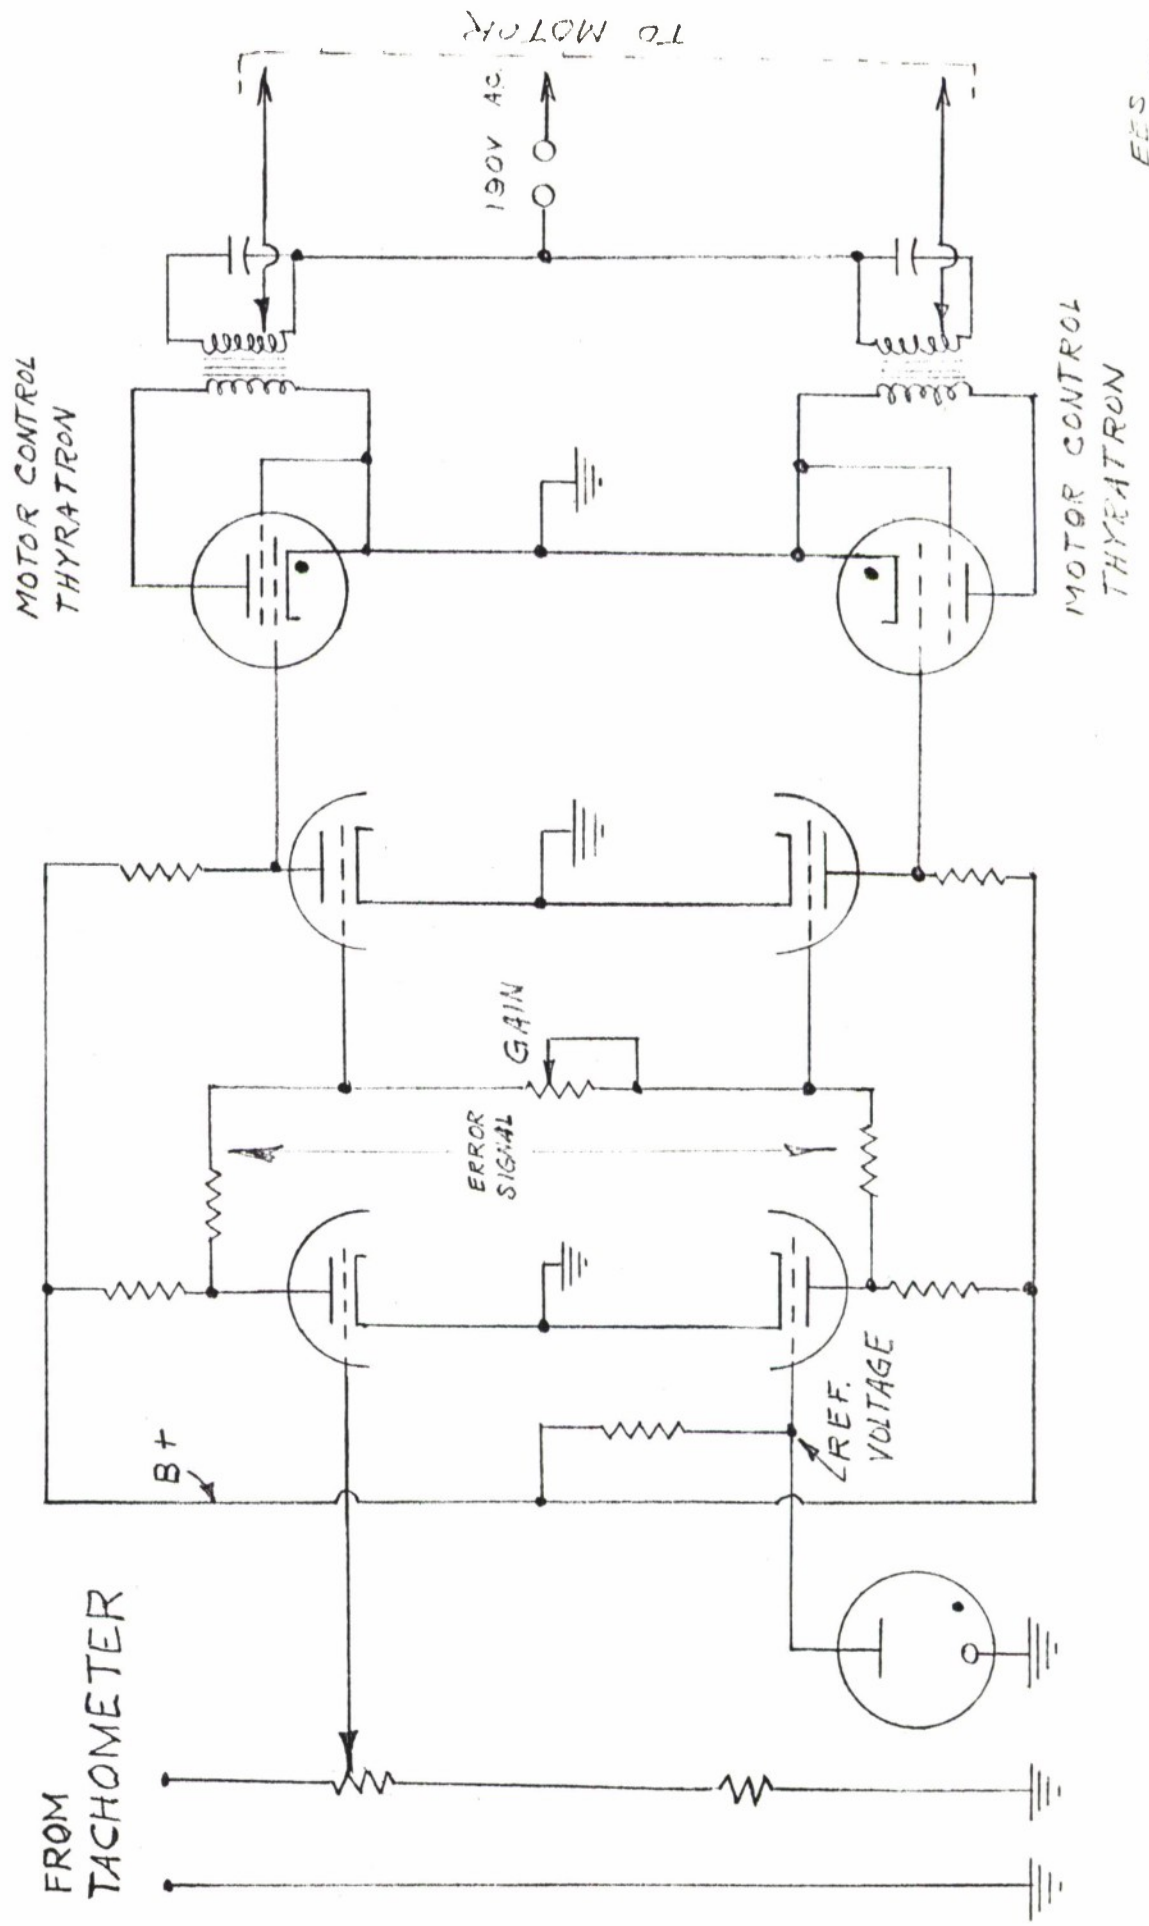 FROM
TACHOMETER
B+
MOTOR CONTROL
THYRATRON
ERROR
SIGNAL
GAIN
190V AC.
TO MOTOR
REF.
VOLTAGE
MOTOR CONTROL
THYRATRON
EES